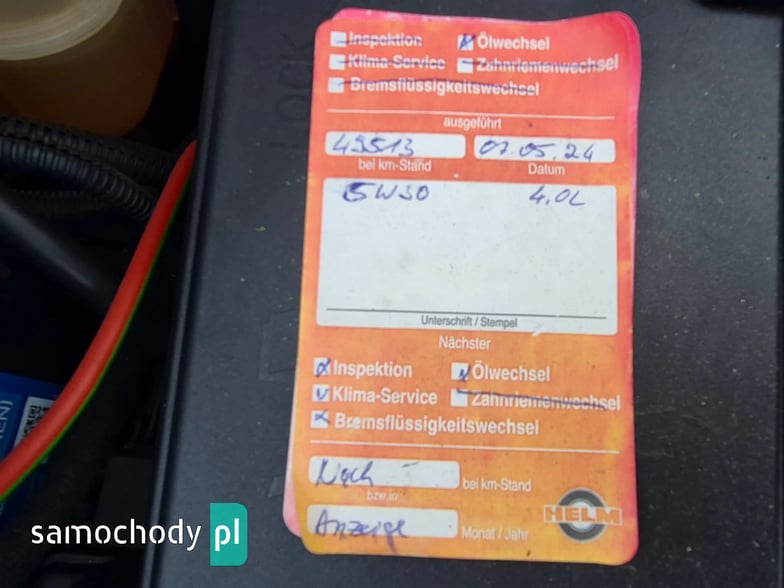 Inspektion Ölwechsel
Klima-Service Zahnriemenwechsel
Bremsflüssigkeitswechsel
ausgeführt
49513 07.05.24
bei km-Stand Datum
5W30 4,0L
Unterschrift / Stempel
Nächster
Inspektion Ölwechsel
Klima-Service Zahnriemenwechsel
Bremsflüssigkeitswechsel
Nach bei km-Stand
bzw. in
Anzeige Monat / Jahr
HELM
samochody pl